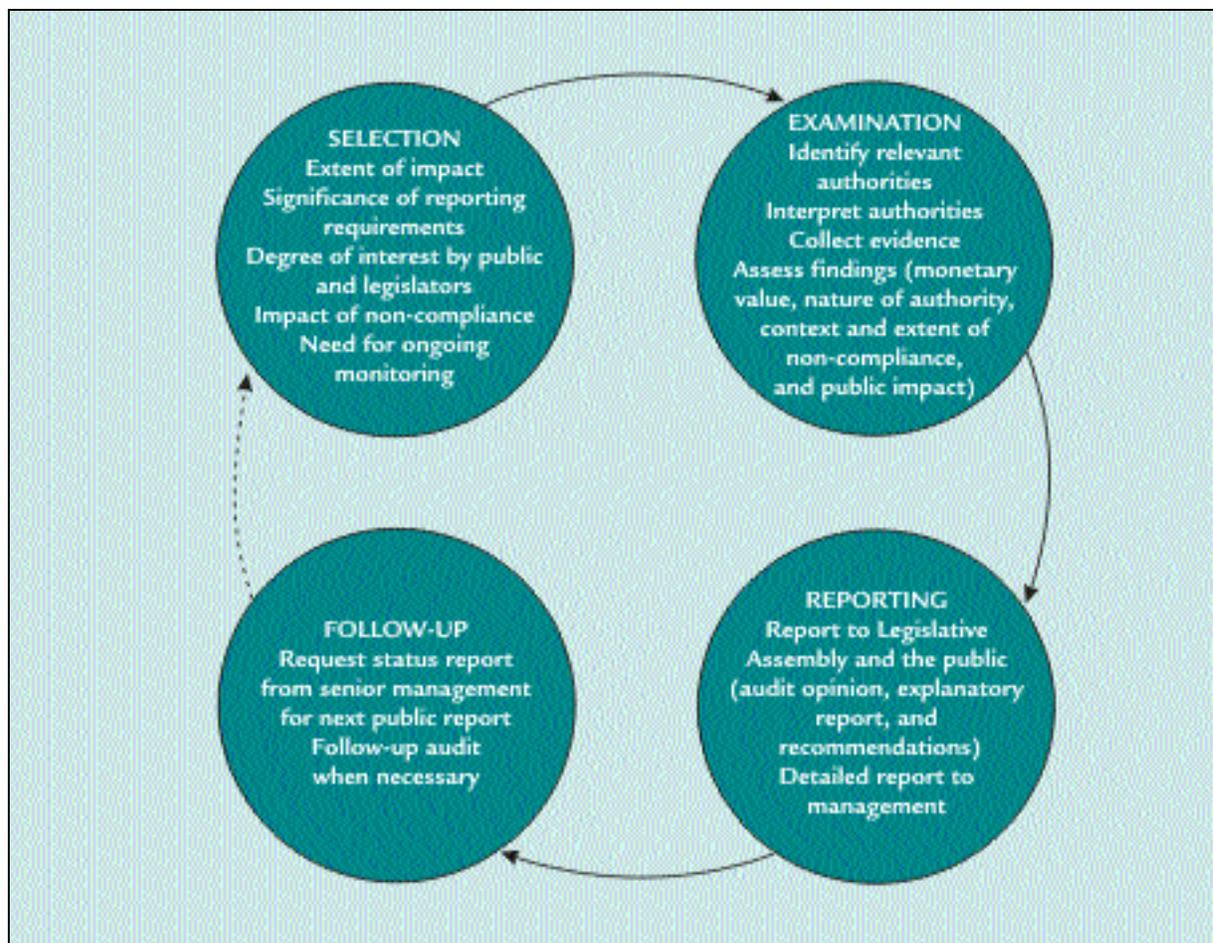 SELECTION
Extent of impact
Significance of reporting
requirements
Degree of interest by public
and legislators
Impact of non-compliance
Need for ongoing
monitoring
EXAMINATION
Identify relevant
authorities
Interpret authorities
Collect evidence
Assess findings (monetary
value, nature of authority,
context and extent of
non-compliance,
and public impact)
REPORTING
Report to Legislative
Assembly and the public
(audit opinion, explanatory
report, and
recommendations)
Detailed report to
management
FOLLOW-UP
Request status report
from senior management
for next public report
Follow-up audit
when necessary